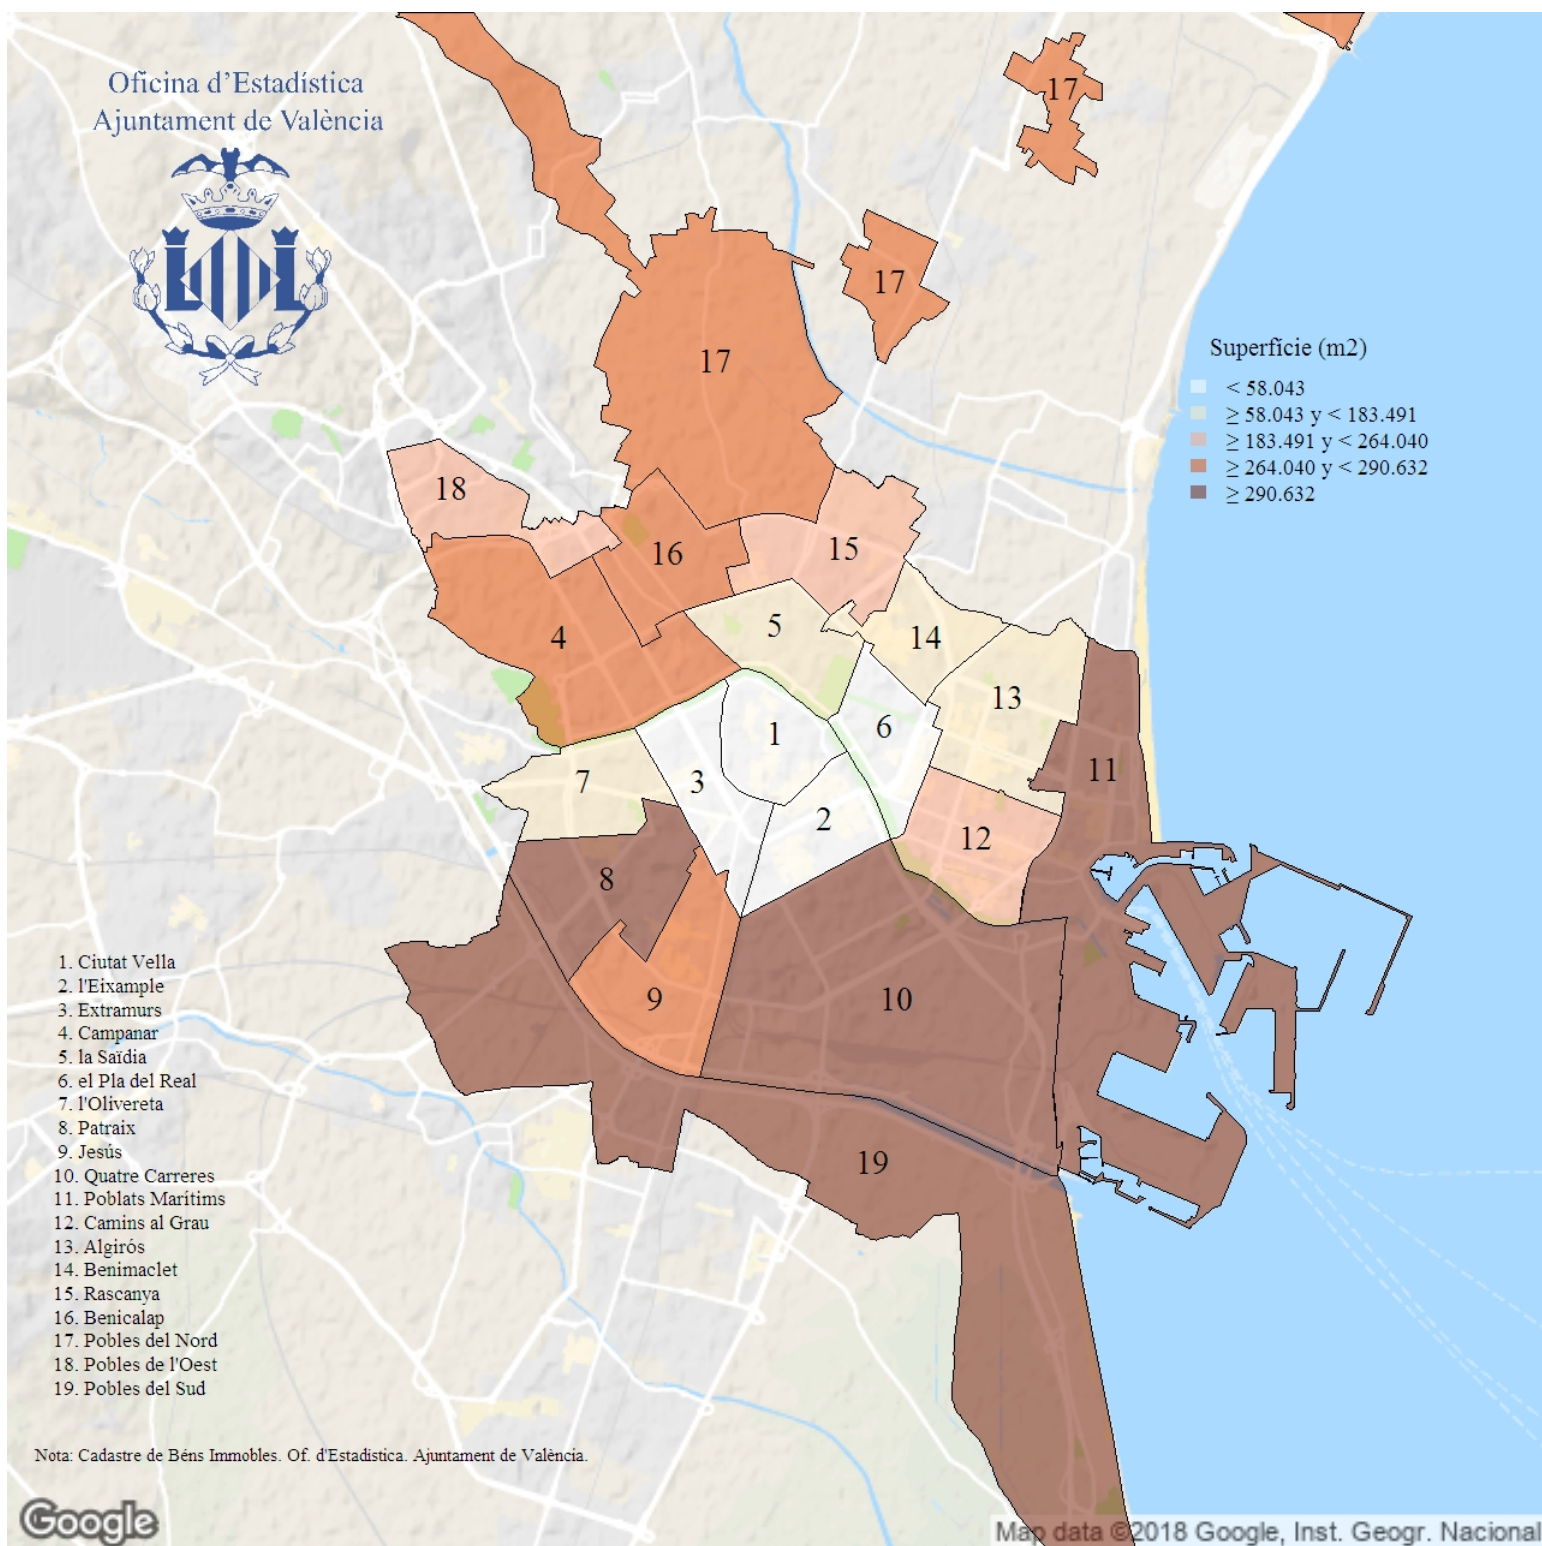 Oficina d'Estadística
Ajuntament de València
17
17
17
Superfície (m2)
< 58.043
≥ 58.043 y < 183.491
≥ 183.491 y < 264.040
≥ 264.040 y < 290.632
≥ 290.632
18
16
15
4
5
14
13
6
1
3
7
2
11
12
8
9
10
19
1. Ciutat Vella
2. l'Eixample
3. Extramurs
4. Campanar
5. la Saïdia
6. el Pla del Real
7. l'Olivereta
8. Patraix
9. Jesús
10. Quatre Carreres
11. Poblats Marítims
12. Camins al Grau
13. Algirós
14. Benimaclet
15. Rascanya
16. Benicalap
17. Pobles del Nord
18. Pobles de l'Oest
19. Pobles del Sud
Nota: Cadastre de Béns Immobles. Of. d'Estadística. Ajuntament de València.
Google
Map data ©2018 Google, Inst. Geogr. Nacional